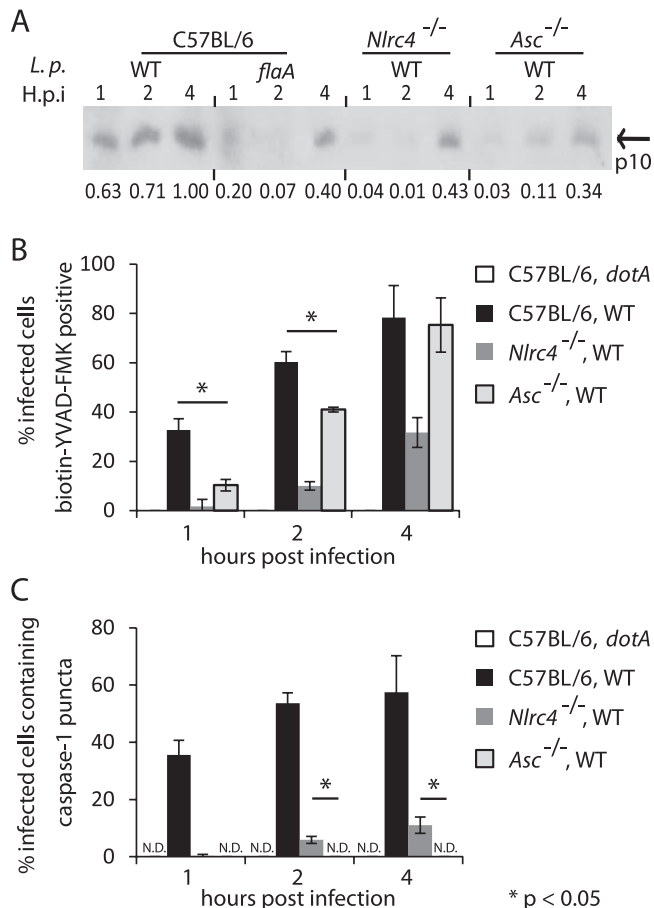 A
C57BL/6 Nlrc4 -/- Asc -/-
L. p. WT flaA WT WT
H.p.i 1 2 4 1 2 4 1 2 4 1 2 4
p10
0.63 0.71 1.00 0.20 0.07 0.40 0.04 0.01 0.43 0.03 0.11 0.34
B
% infected cells
biotin-YVAD-FMK positive
100
80
60
40
20
0
* *
1 2 4
hours post infection
C57BL/6, dotA
C57BL/6, WT
Nlrc4 -/-, WT
Asc -/-, WT
C
% infected cells containing
caspase-1 puncta
80
60
40
20
0
* *
N.D. N.D. N.D. N.D. N.D. N.D.
1 2 4
hours post infection
C57BL/6, dotA
C57BL/6, WT
Nlrc4 -/-, WT
Asc -/-, WT
* p < 0.05